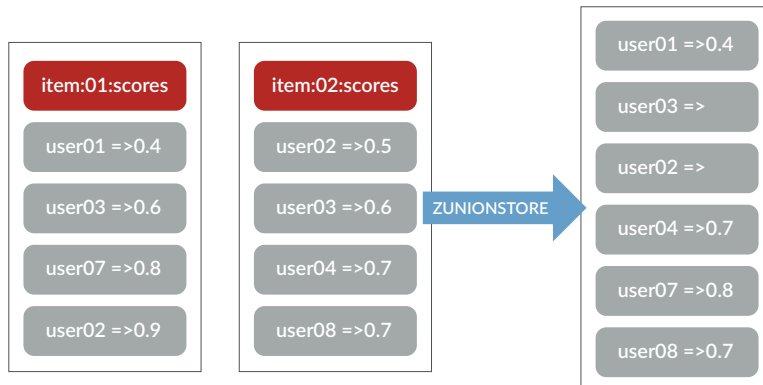 item:01:scores
user01 =>0.4
user03 =>0.6
user07 =>0.8
user02 =>0.9
item:02:scores
user02 =>0.5
user03 =>0.6
user04 =>0.7
user08 =>0.7
ZUNIONSTORE
user01 =>0.4
user03 =>
user02 =>
user04 =>0.7
user07 =>0.8
user08 =>0.7